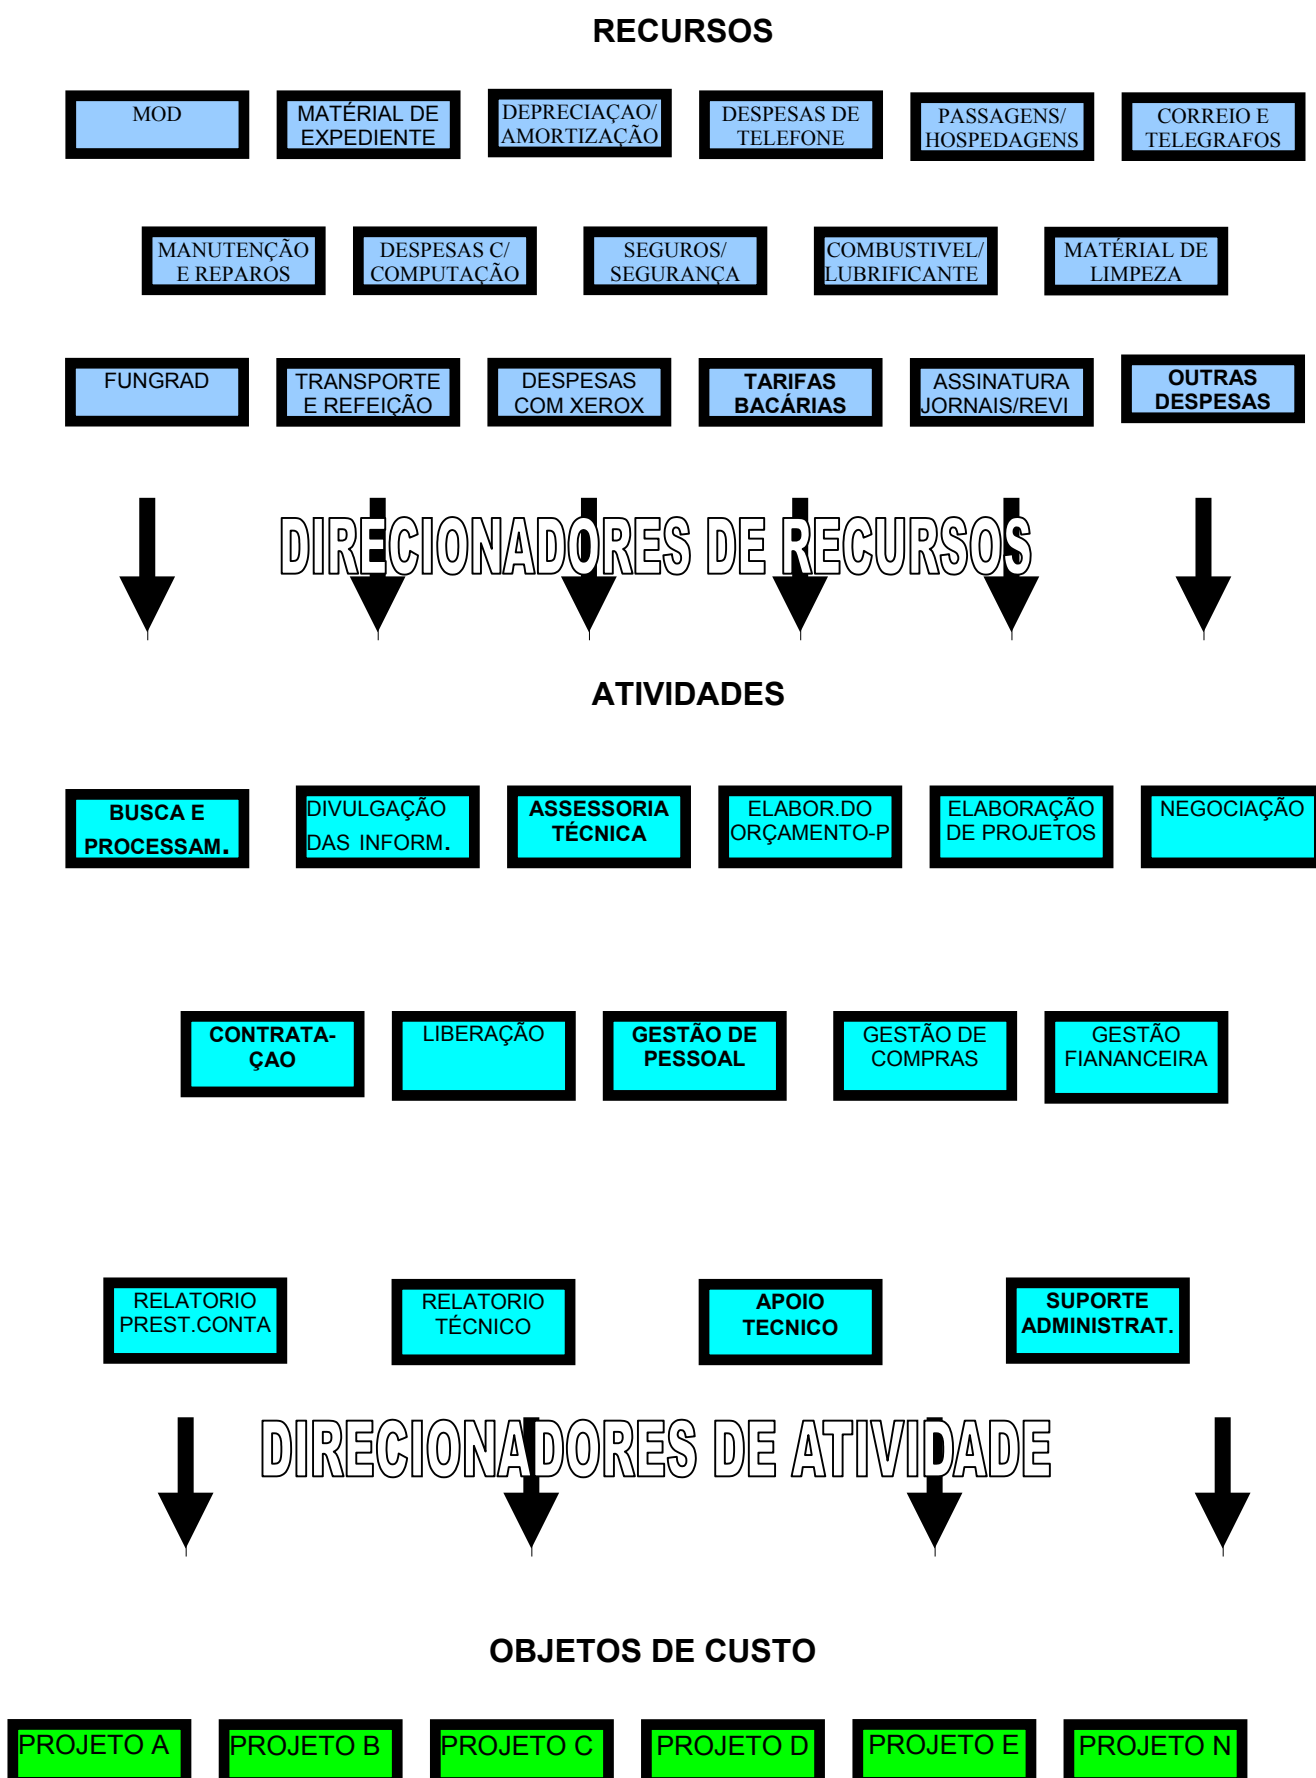 RECURSOS
MOD
MATÉRIAL DE
EXPEDIENTE
DEPRECIAÇAO/
AMORTIZAÇÃO
DESPESAS DE
TELEFONE
PASSAGENS/
HOSPEDAGENS
CORREIO E
TELEGRAFOS
MANUTENÇÃO
E REPAROS
DESPESAS C/
COMPUTAÇÃO
SEGUROS/
SEGURANÇA
COMBUSTIVEL/
LUBRIFICANTE
MATÉRIAL DE
LIMPEZA
FUNGRAD
TRANSPORTE
E REFEIÇÃO
DESPESAS
COM XEROX
TARIFAS
BACÁRIAS
ASSINATURA
JORNAIS/REVI
OUTRAS
DESPESAS
DIRECIONADORES DE RECURSOS
ATIVIDADES
BUSCA E
PROCESSAM.
DIVULGAÇÃO
DAS INFORM.
ASSESSORIA
TÉCNICA
ELABOR.DO
ORÇAMENTO-P
ELABORAÇÃO
DE PROJETOS
NEGOCIAÇÃO
CONTRATA-
ÇAO
LIBERAÇÃO
GESTÃO DE
PESSOAL
GESTÃO DE
COMPRAS
GESTÃO
FIANANCEIRA
RELATORIO
PREST.CONTA
RELATORIO
TÉCNICO
APOIO
TECNICO
SUPORTE
ADMINISTRAT.
DIRECIONADORES DE ATIVIDADE
OBJETOS DE CUSTO
PROJETO A
PROJETO B
PROJETO C
PROJETO D
PROJETO E
PROJETO N